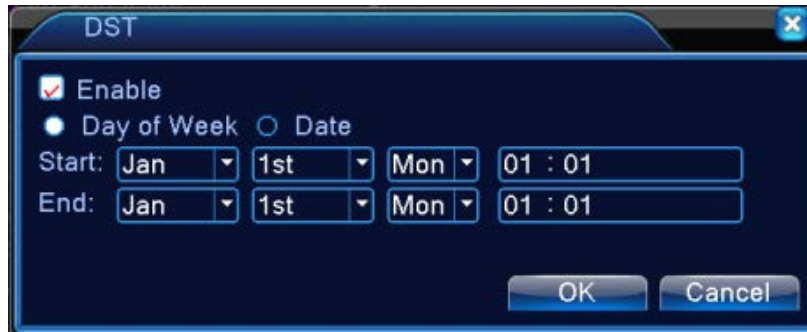 DST
Enable
Day of Week Date
Start: Jan 1st Mon 01 : 01
End: Jan 1st Mon 01 : 01
OK Cancel